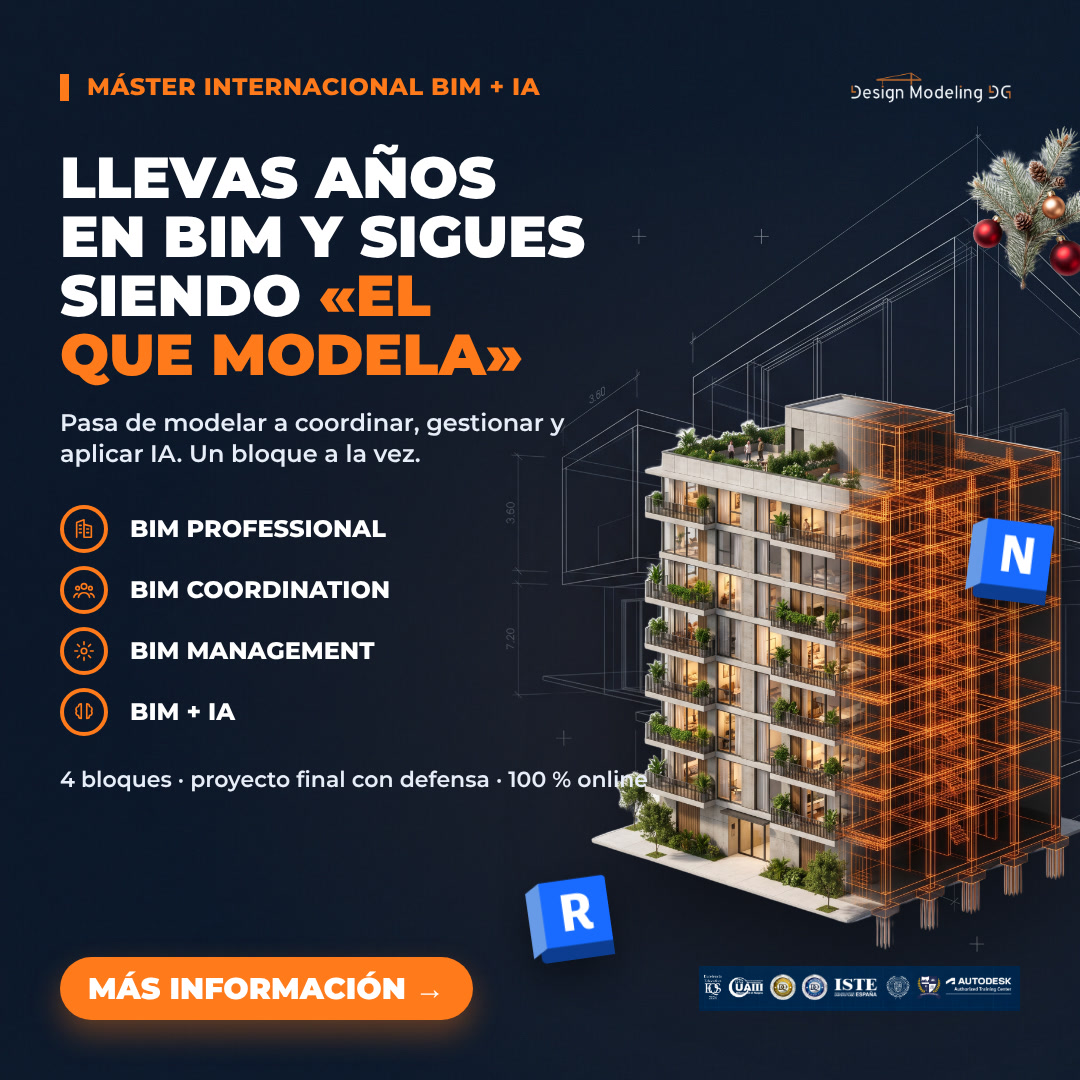 MÁSTER INTERNACIONAL BIM + IA
Design Modeling DG
LLEVAS AÑOS
EN BIM Y SIGUES
SIENDO «EL
QUE MODELA»
Pasa de modelar a coordinar, gestionar y
aplicar IA. Un bloque a la vez.
BIM PROFESSIONAL
BIM COORDINATION
BIM MANAGEMENT
BIM + IA
4 bloques · proyecto final con defensa · 100 % online
3.60
3.60
7.20
N
R
MÁS INFORMACIÓN →
UAIII
ISTE
ESPAÑA
AUTODESK
Authorized Training Center